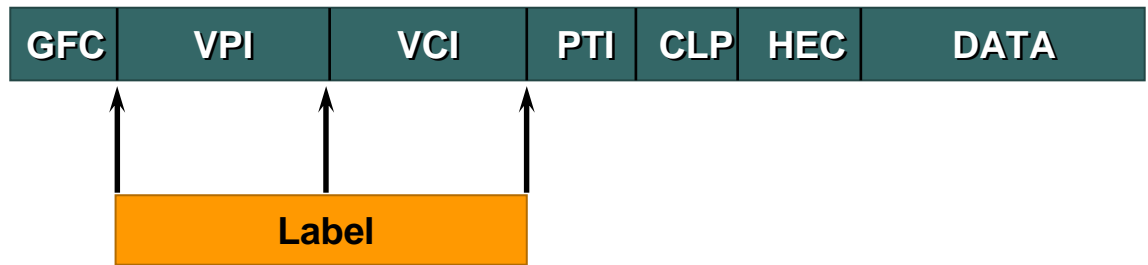 GFC VPI VCI PTI CLP HEC DATA
Label